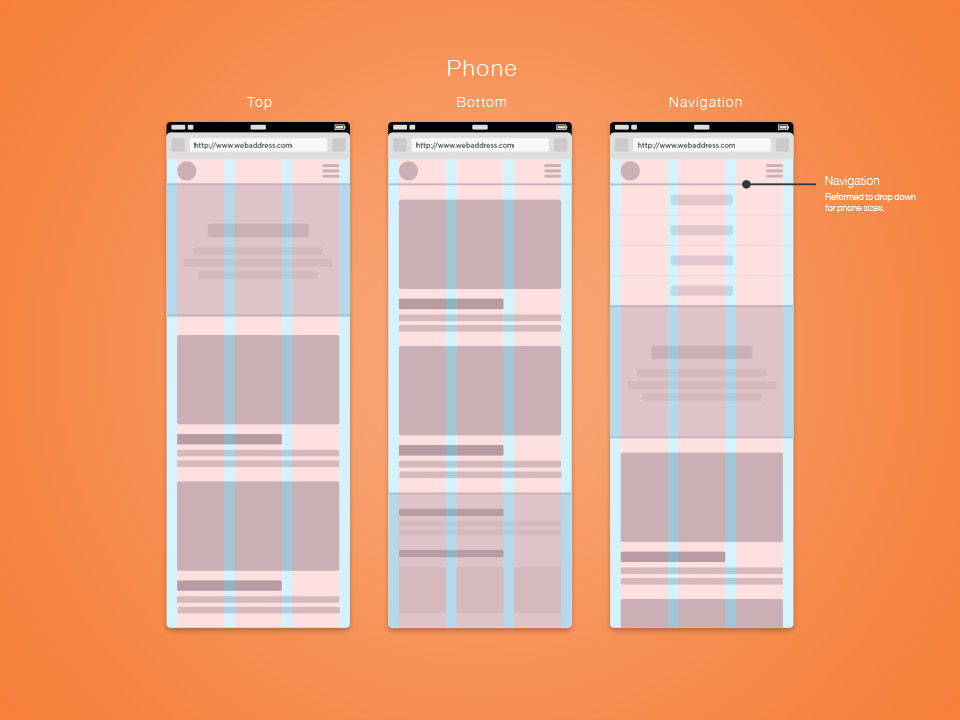 Phone
Top
Bottom
Navigation
http://www.webaddress.com
http://www.webaddress.com
http://www.webaddress.com
Navigation
Reformed to drop down
for phone sizes.